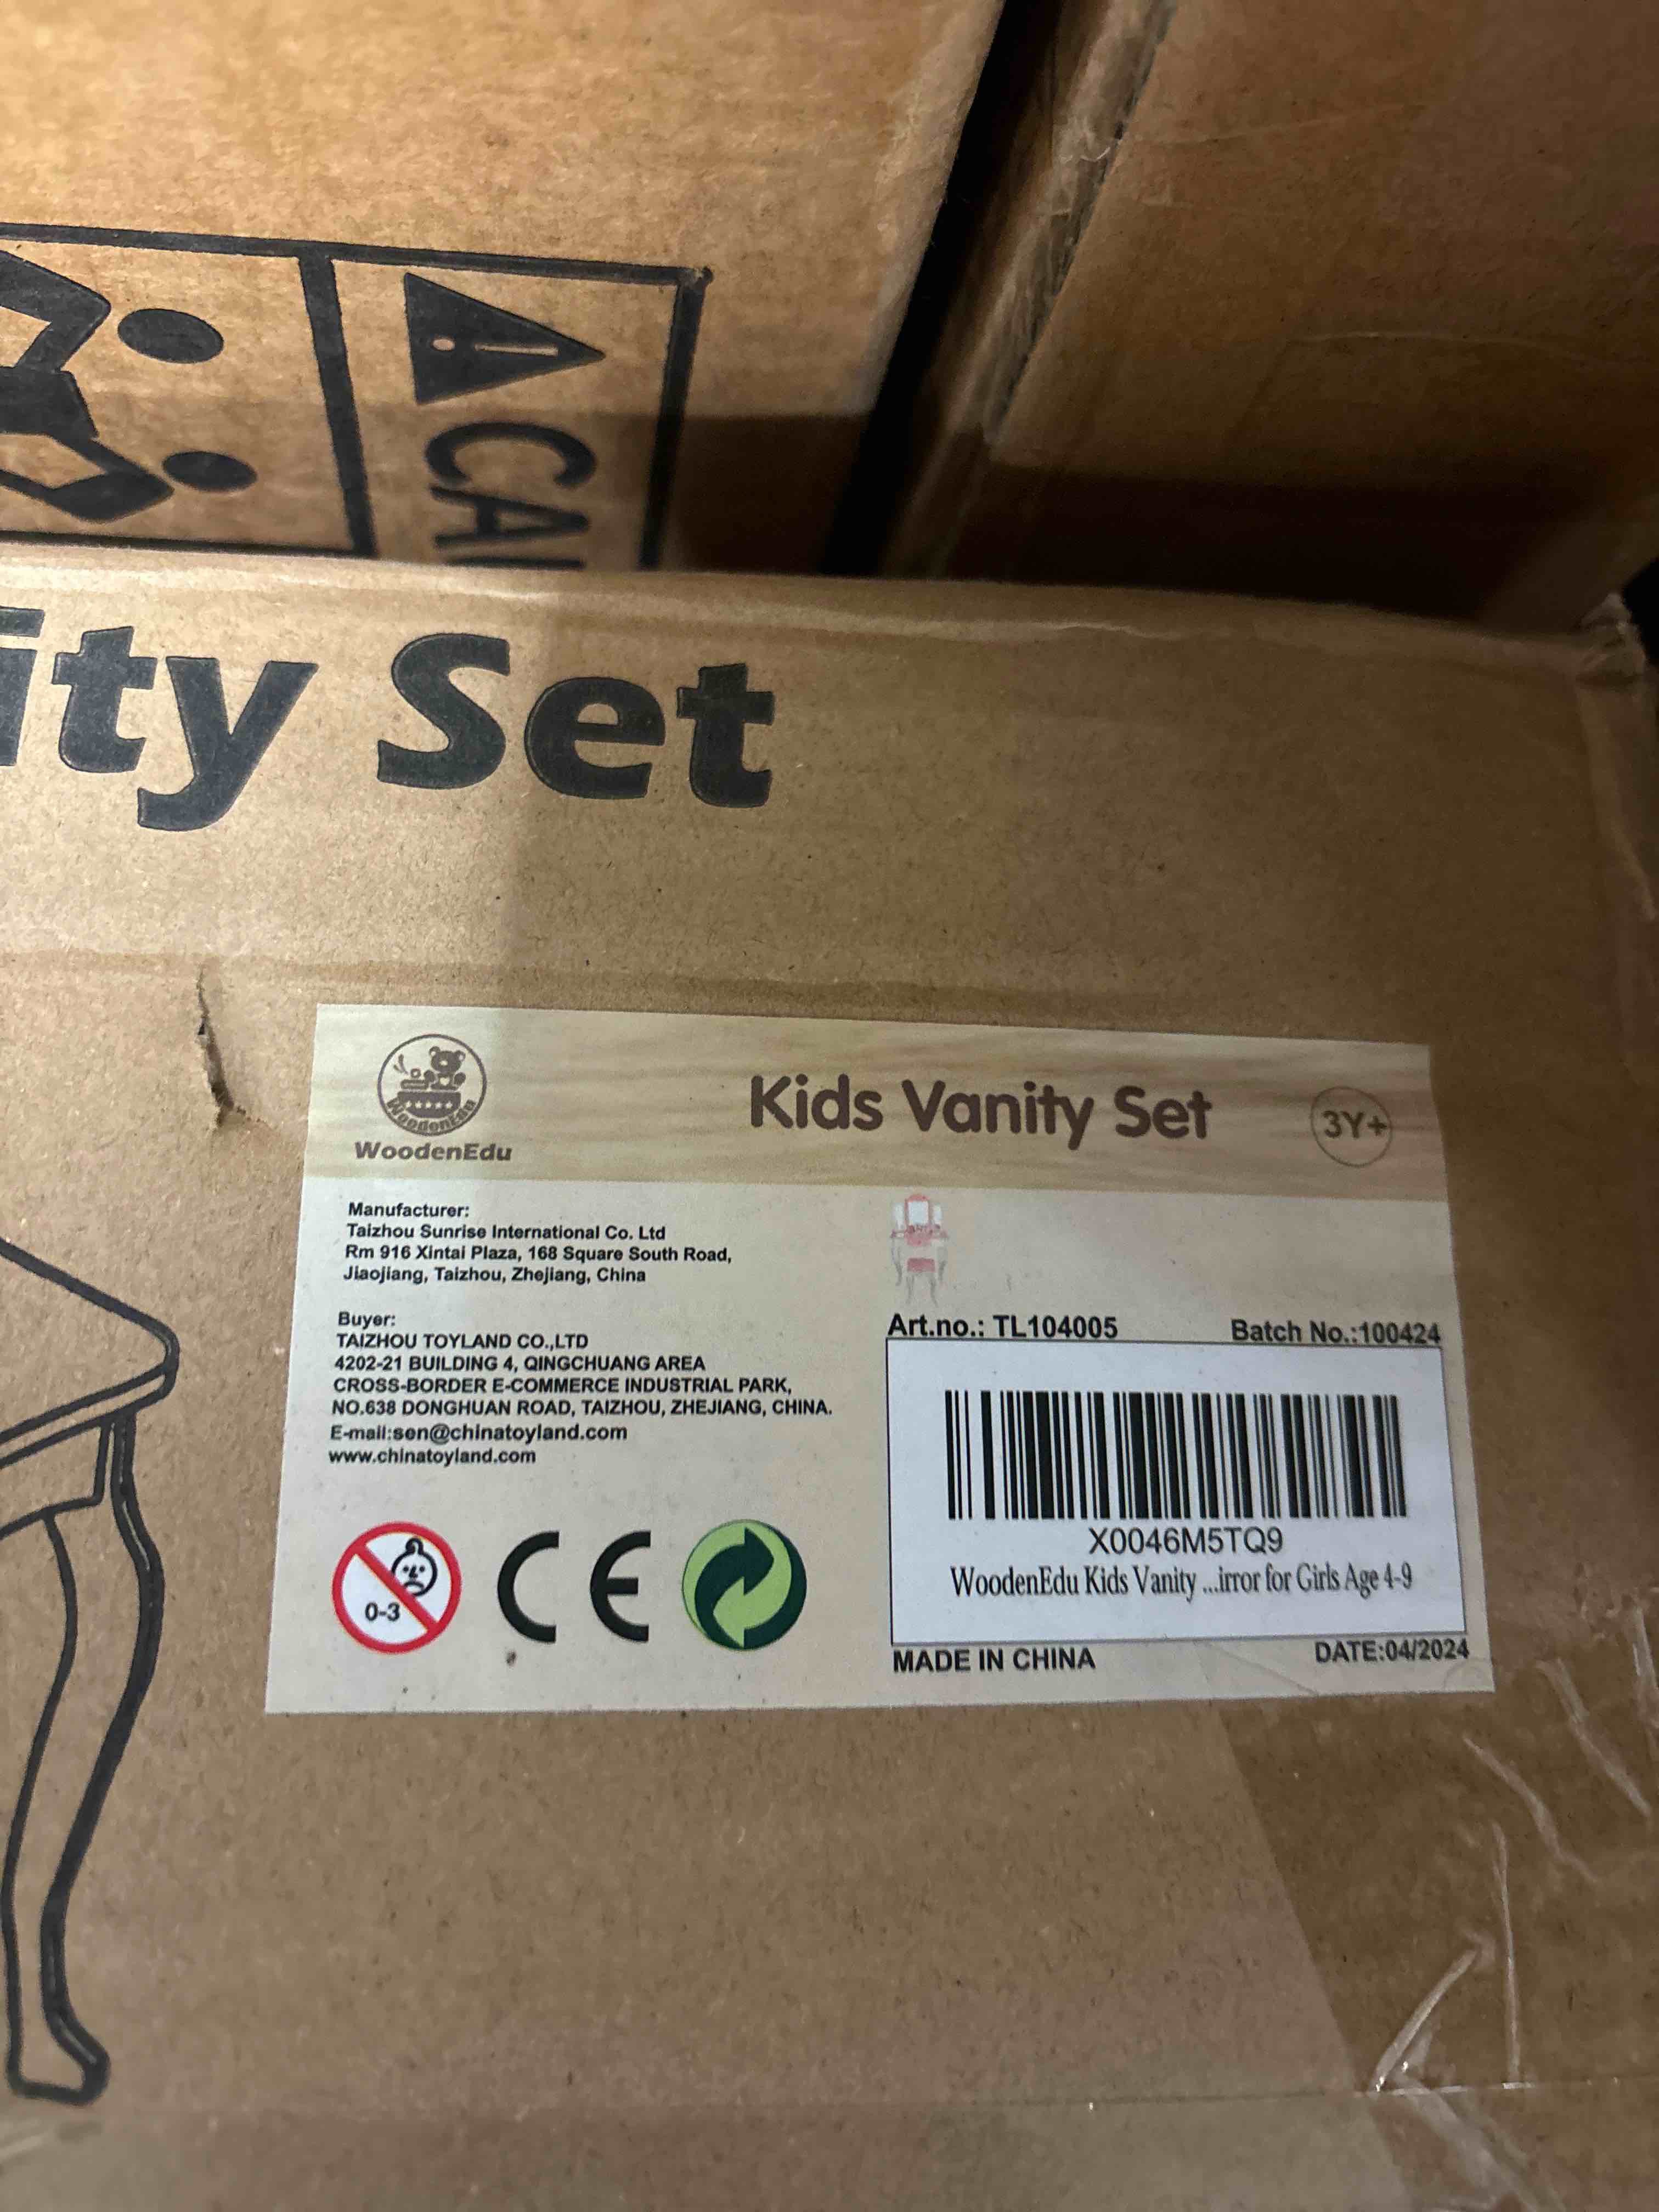 CAU
ity Set
WoodenEdu
WoodenEdu
Kids Vanity Set
3Y+
Manufacturer:
Taizhou Sunrise International Co. Ltd
Rm 916 Xintai Plaza, 168 Square South Road,
Jiaojiang, Taizhou, Zhejiang, China
Buyer:
TAIZHOU TOYLAND CO.,LTD
4202-21 BUILDING 4, QINGCHUANG AREA
CROSS-BORDER E-COMMERCE INDUSTRIAL PARK,
NO.638 DONGHUAN ROAD, TAIZHOU, ZHEJIANG, CHINA.
E-mail:sen@chinatoyland.com
www.chinatoyland.com
0-3
CE
Art.no.: TL104005
Batch No.:100424
X0046M5TQ9
WoodenEdu Kids Vanity ...irror for Girls Age 4-9
MADE IN CHINA
DATE:04/2024